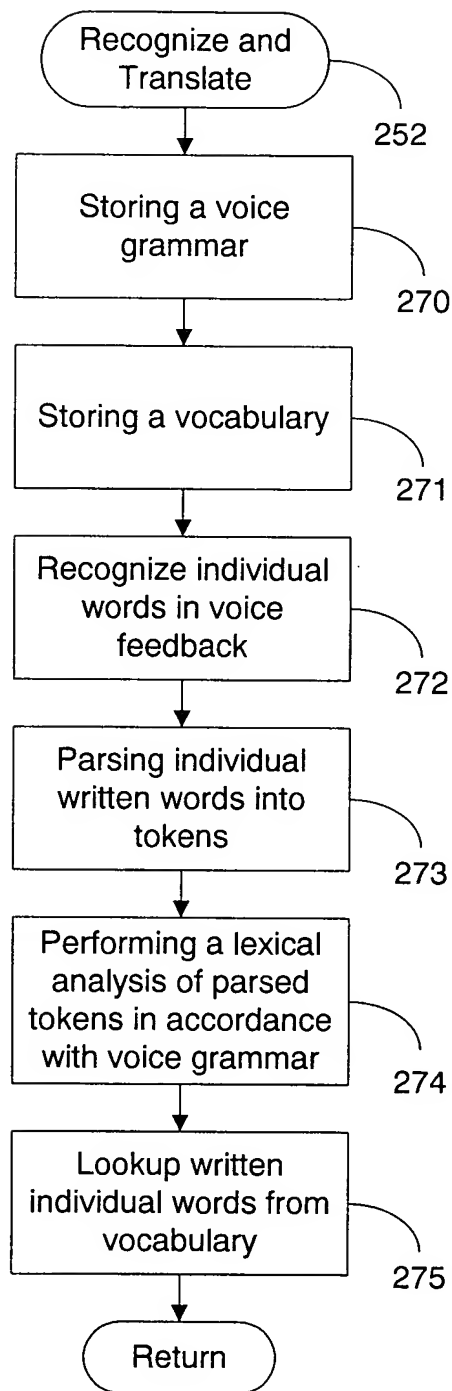 Recognize and
Translate
252
Storing a voice
grammar
270
Storing a vocabulary
271
Recognize individual
words in voice
feedback
272
Parsing individual
written words into
tokens
273
Performing a lexical
analysis of parsed
tokens in accordance
with voice grammar
274
Lookup written
individual words from
vocabulary
275
Return